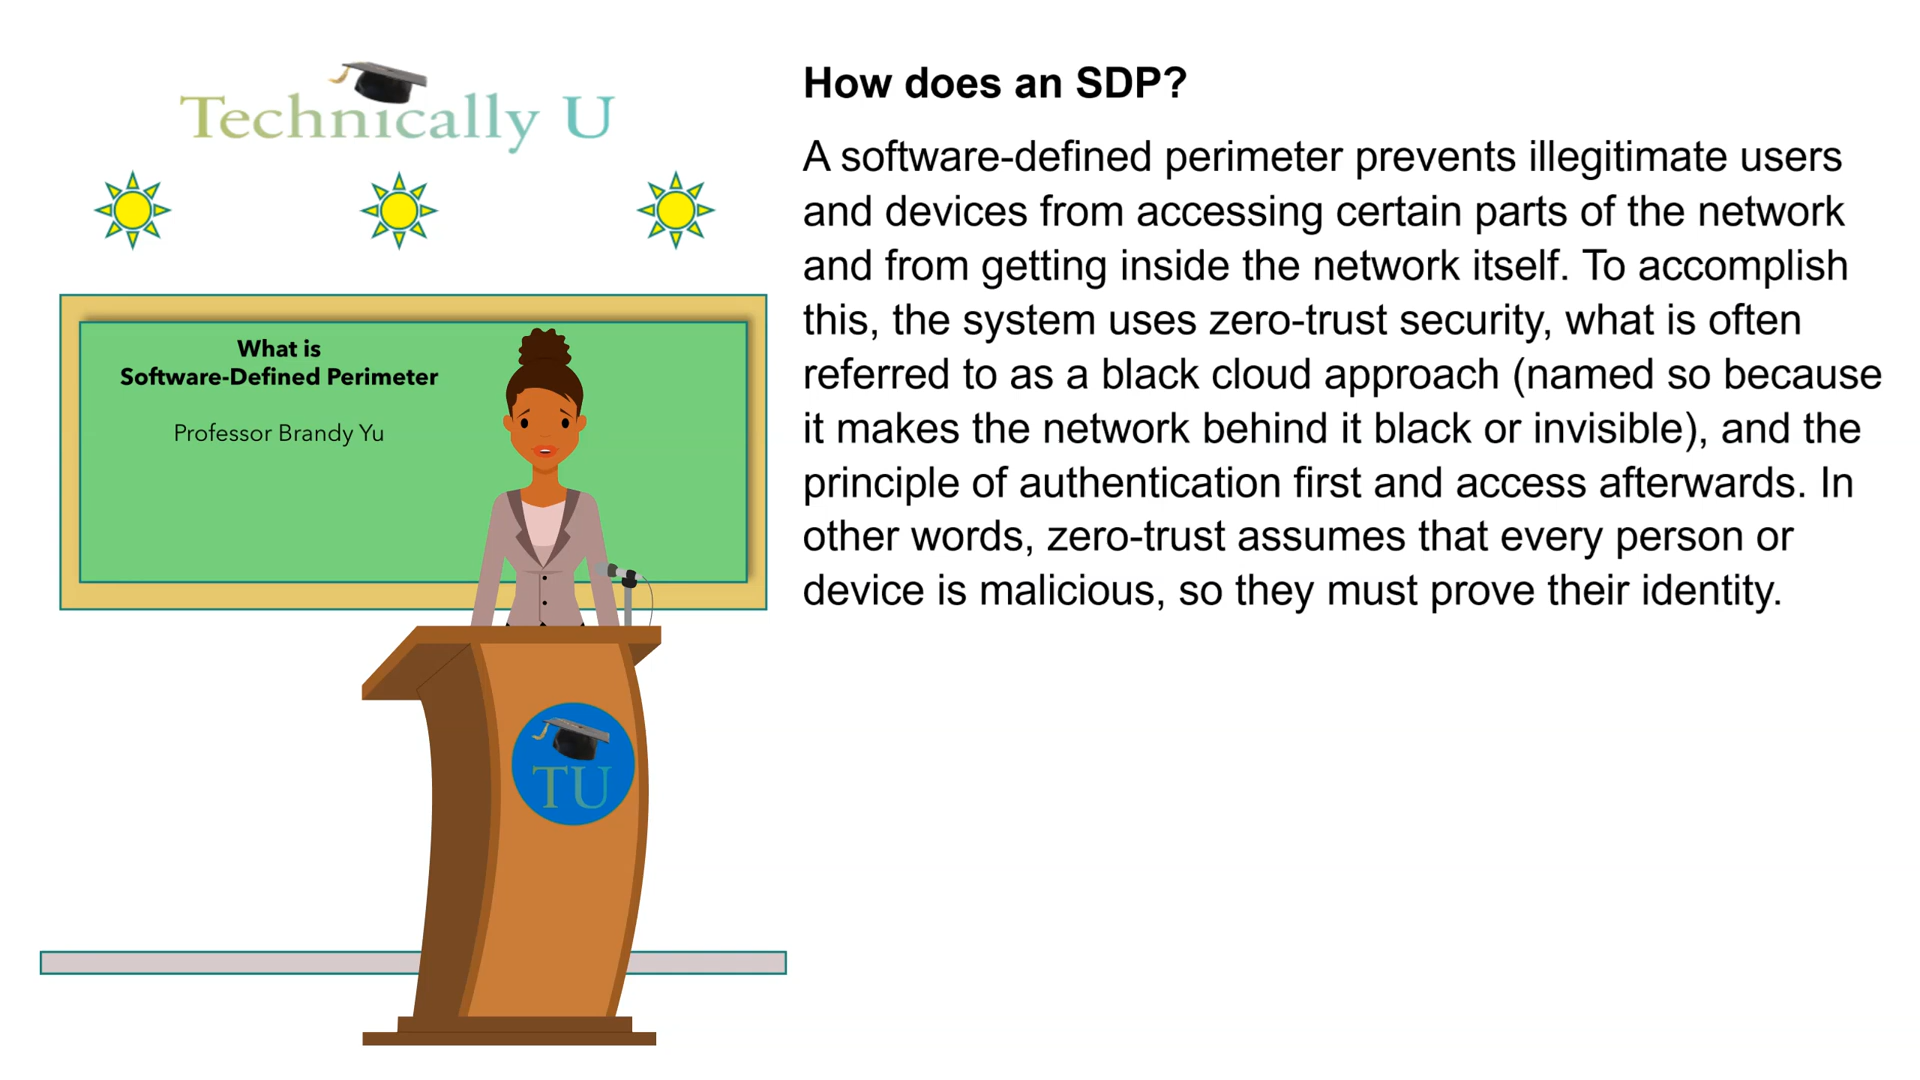 Technically U
What is
Software-Defined Perimeter
Professor Brandy Yu
TU
How does an SDP?
A software-defined perimeter prevents illegitimate users
and devices from accessing certain parts of the network
and from getting inside the network itself. To accomplish
this, the system uses zero-trust security, what is often
referred to as a black cloud approach (named so because
it makes the network behind it black or invisible), and the
principle of authentication first and access afterwards. In
other words, zero-trust assumes that every person or
device is malicious, so they must prove their identity.